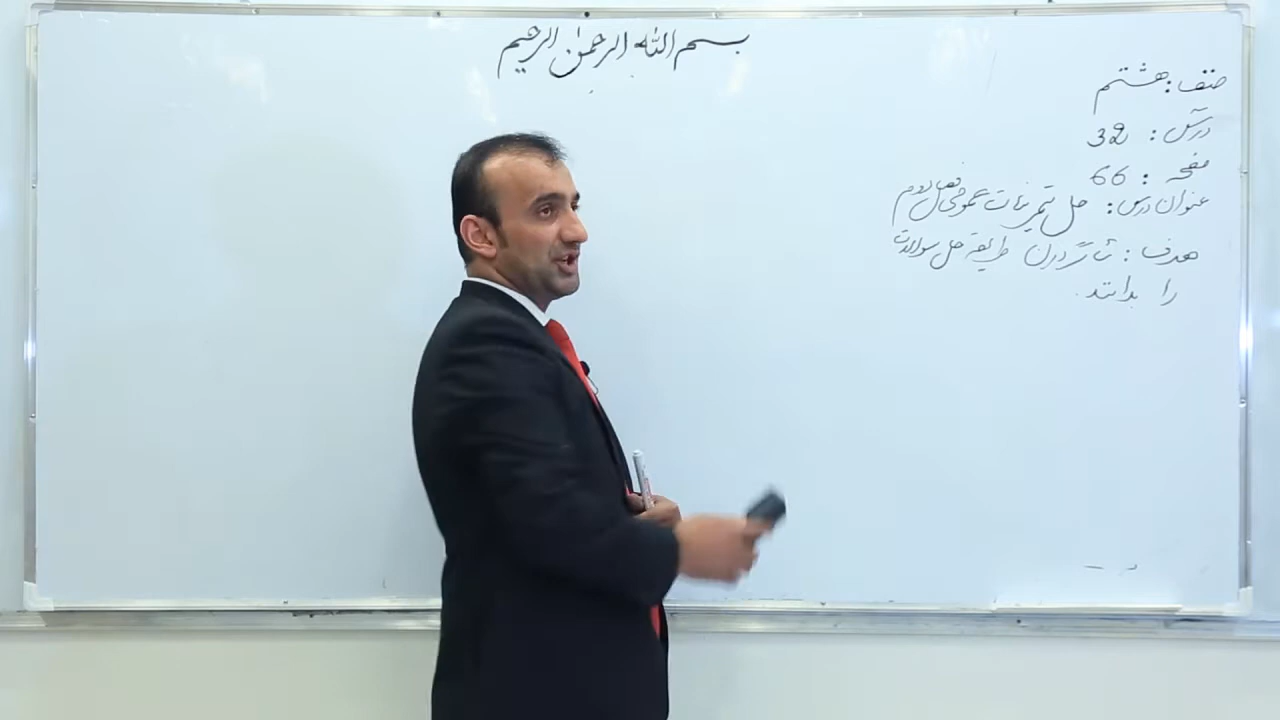 بسم الله الرحمن الرحیم
صنف: هشتم
درس: 32
صفحه: 66
عنوان درس: حل تمرینات عمومی فصل دوم
هدف: شاگردان طریقه حل سوالات
را بدانند.